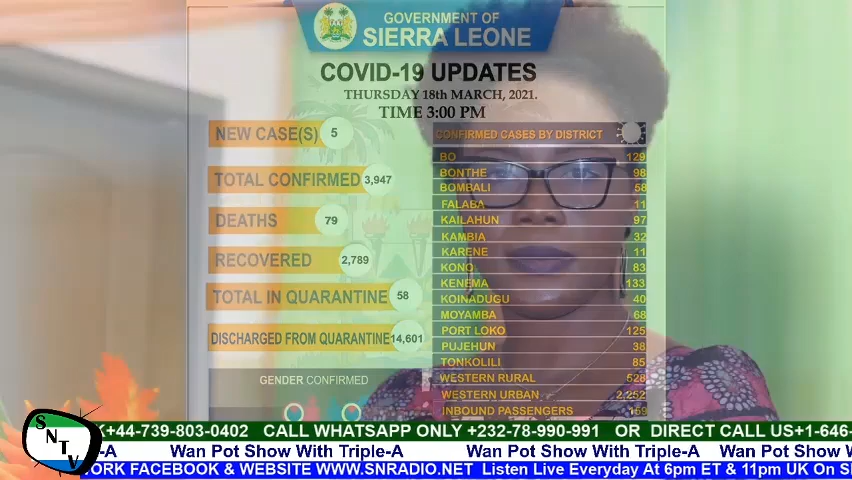 GOVERNMENT OF
SIERRA LEONE
COVID-19 UPDATES
THURSDAY 18th MARCH, 2021.
TIME 3:00 PM
NEW CASE(S) 5
TOTAL CONFIRMED 3,947
DEATHS 79
RECOVERED 2,789
TOTAL IN QUARANTINE 58
DISCHARGED FROM QUARANTINE 14,601
GENDER CONFIRMED
CONFIRMED CASES BY DISTRICT
BO 129
BONTHE 98
BOMBALI 58
FALABA 11
KAILAHUN 97
KAMBIA 32
KARENE 11
KONO 83
KENEMA 133
KOINADUGU 40
MOYAMBA 68
PORT LOKO 125
PUJEHUN 38
TONKOLILI 85
WESTERN RURAL 528
WESTERN URBAN 2,252
INBOUND PASSENGERS 159
SNTV
K+44-739-803-0402 CALL WHATSAPP ONLY +232-78-990-991 OR DIRECT CALL US+1-646-
-A Wan Pot Show With Triple-A Wan Pot Show With Triple-A Wan Pot Show W
ORK FACEBOOK & WEBSITE WWW.SNRADIO.NET Listen Live Everyday At 6pm ET & 11pm UK On S